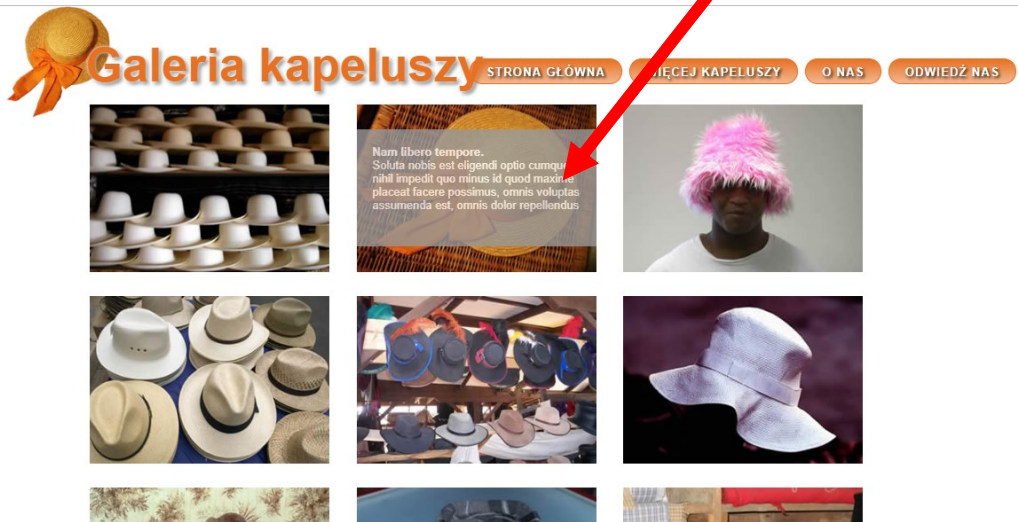 Galeria kapeluszy
STRONA GŁÓWNA
WIĘCEJ KAPELUSZY
O NAS
ODWIEDŹ NAS
Nam libero tempore.
Soluta nobis est eligendi optio cumque
nihil impedit quo minus id quod maxime
placeat facere possimus, omnis voluptas
assumenda est, omnis dolor repellendus